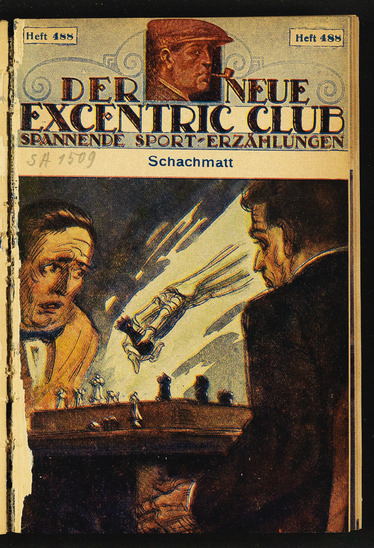 Heft 488
Heft 488
DER NEUE
EXCENTRIC CLUB
SPANNENDE SPORT-ERZÄHLUNGEN
SA 1509
Schachmatt